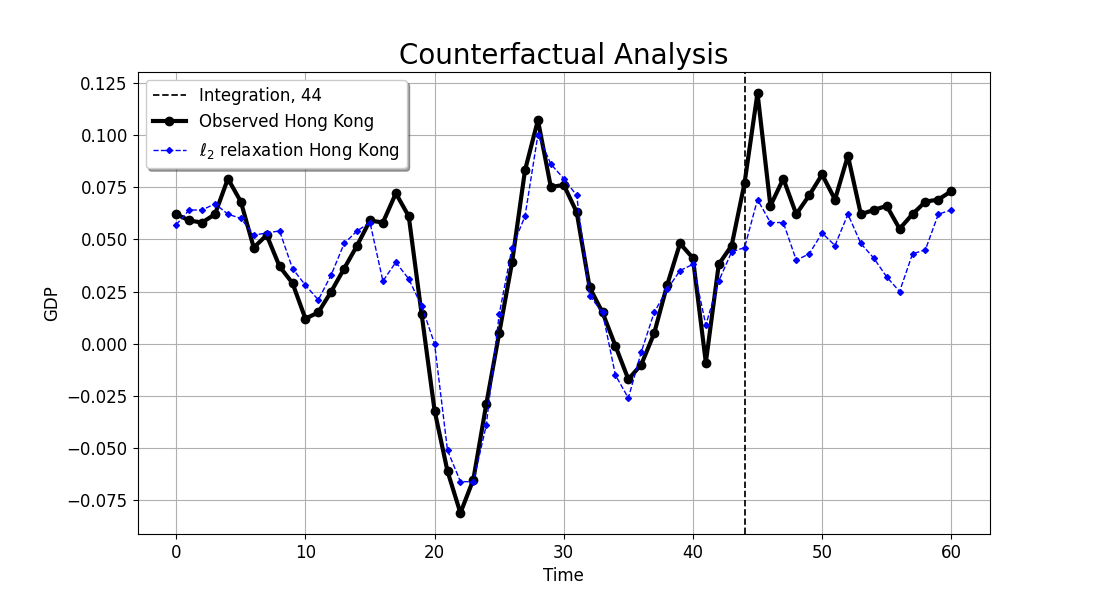 Counterfactual Analysis
Integration, 44
Observed Hong Kong
ℓ₂ relaxation Hong Kong
0.125
0.100
0.075
0.050
0.025
0.000
−0.025
−0.050
−0.075
GDP
0 10 20 30 40 50 60
Time